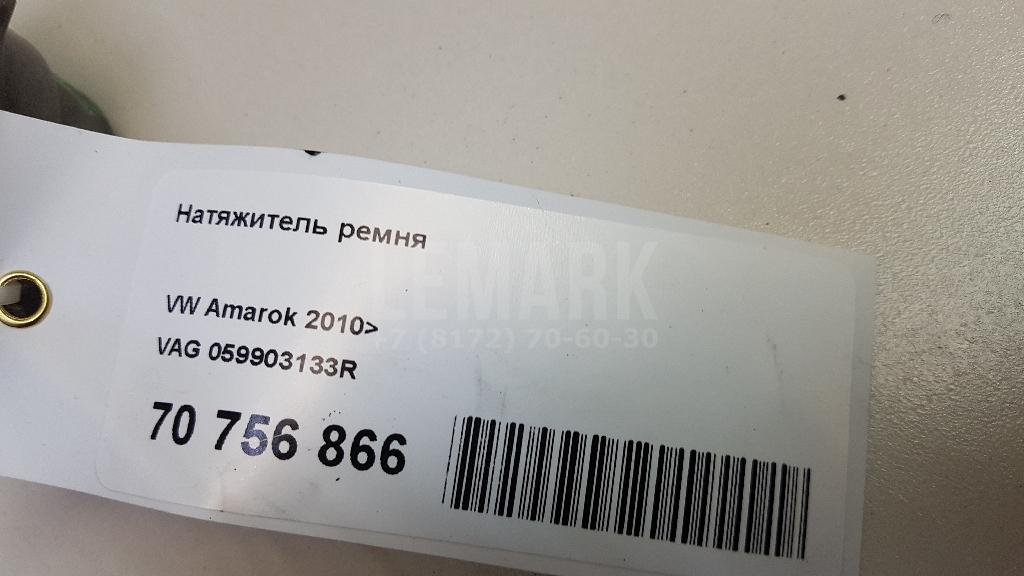 Натяжитель ремня
LEMARK
+7 (8172) 70-60-30
VW Amarok 2010>
VAG 059903133R
70 756 866